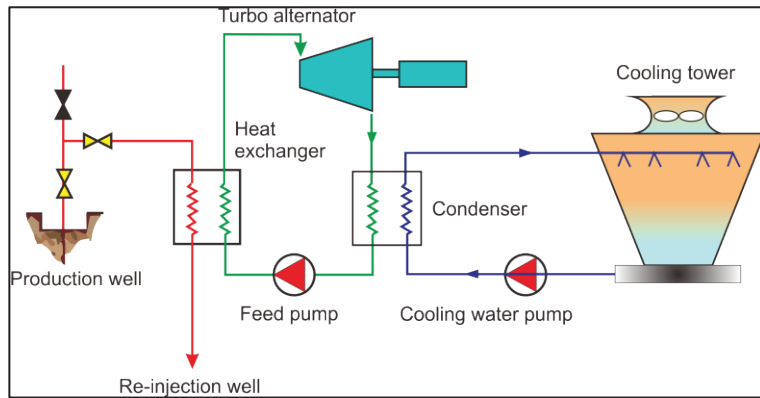 Turbo alternator
Cooling tower
Heat
exchanger
Condenser
Production well
Feed pump
Cooling water pump
Re-injection well